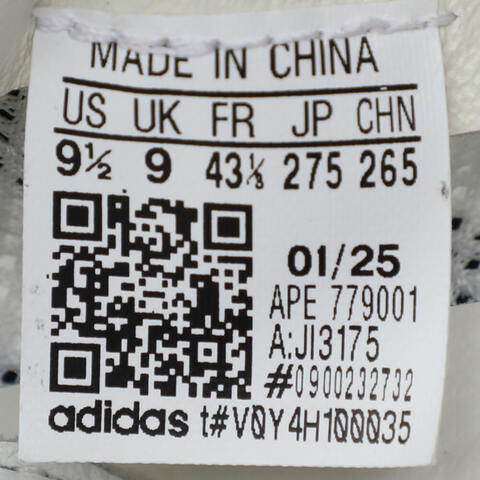 MADE IN CHINA
US UK FR JP CHN
9½ 9 43⅓ 275 265
01/25
APE 779001
A:JI3175
#0900232732
adidas t#V0Y4H100035